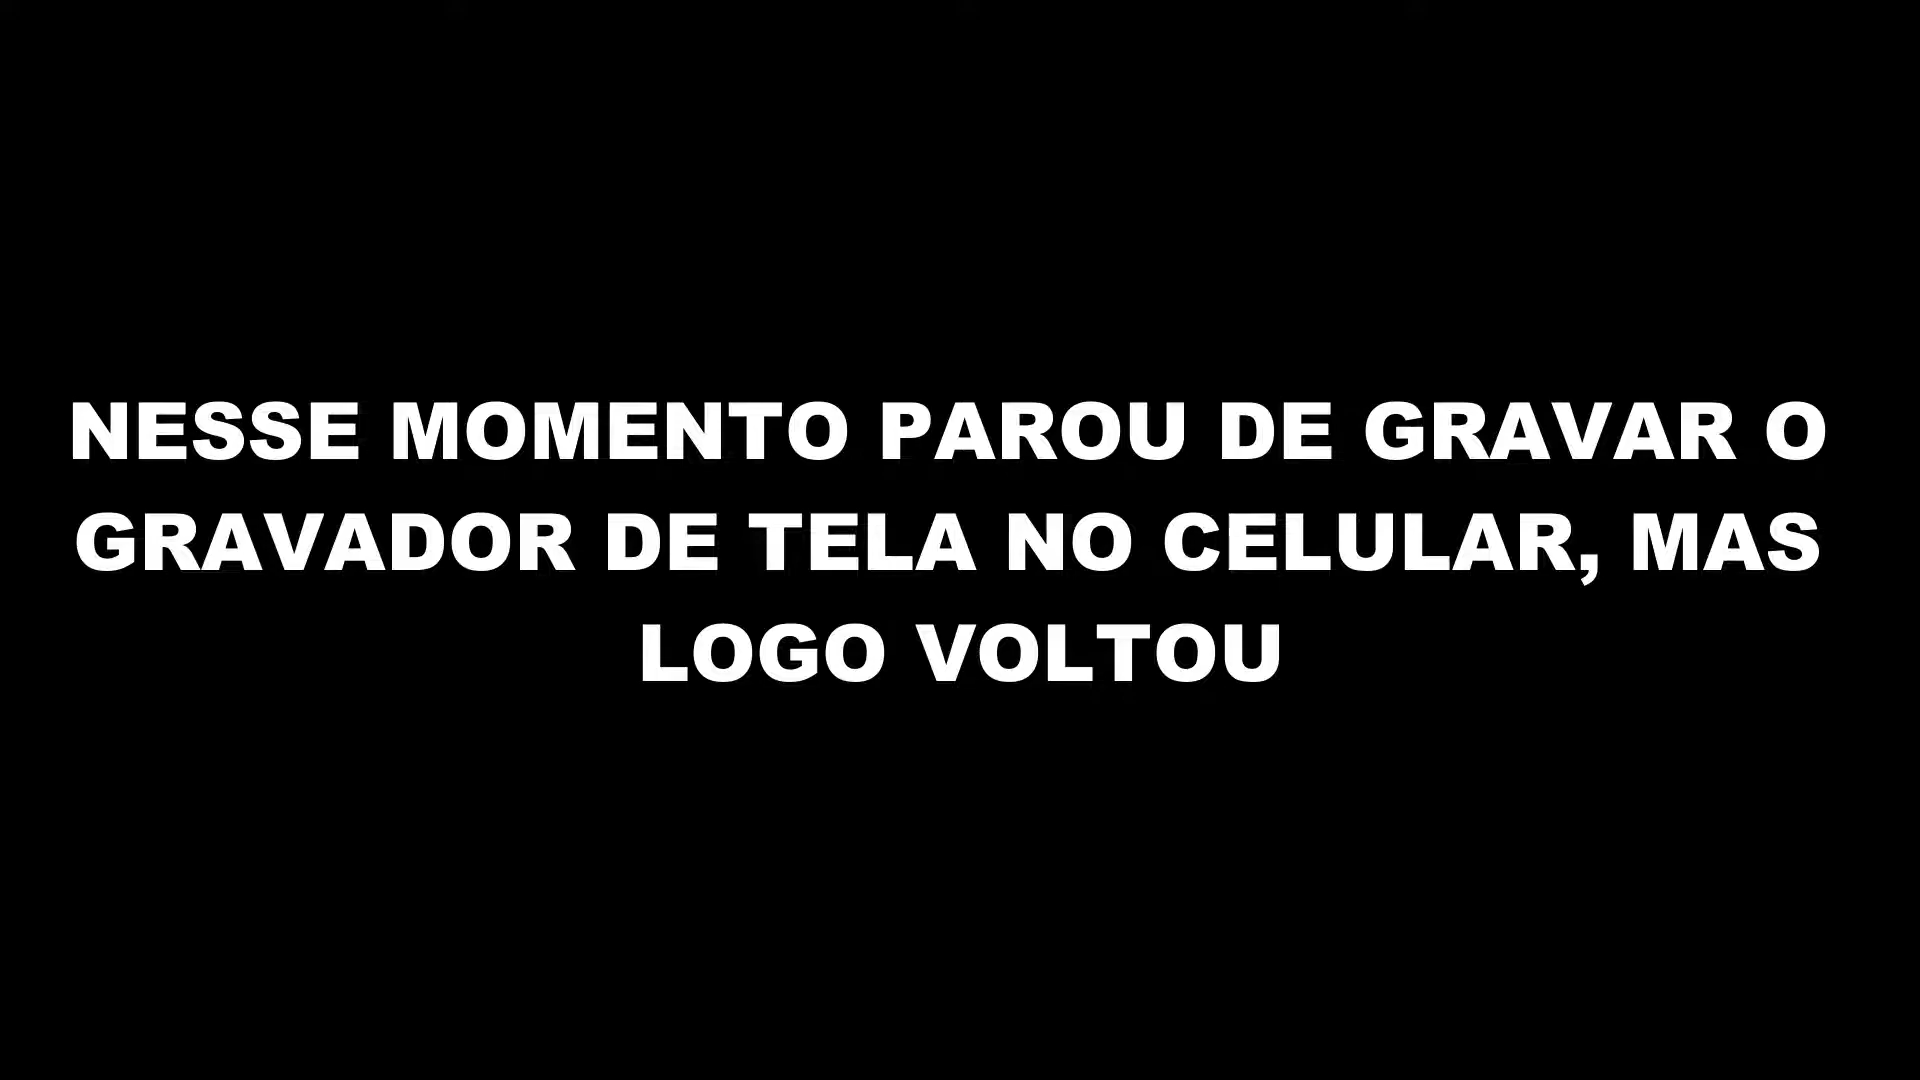 NESSE MOMENTO PAROU DE GRAVAR O
GRAVADOR DE TELA NO CELULAR, MAS
LOGO VOLTOU